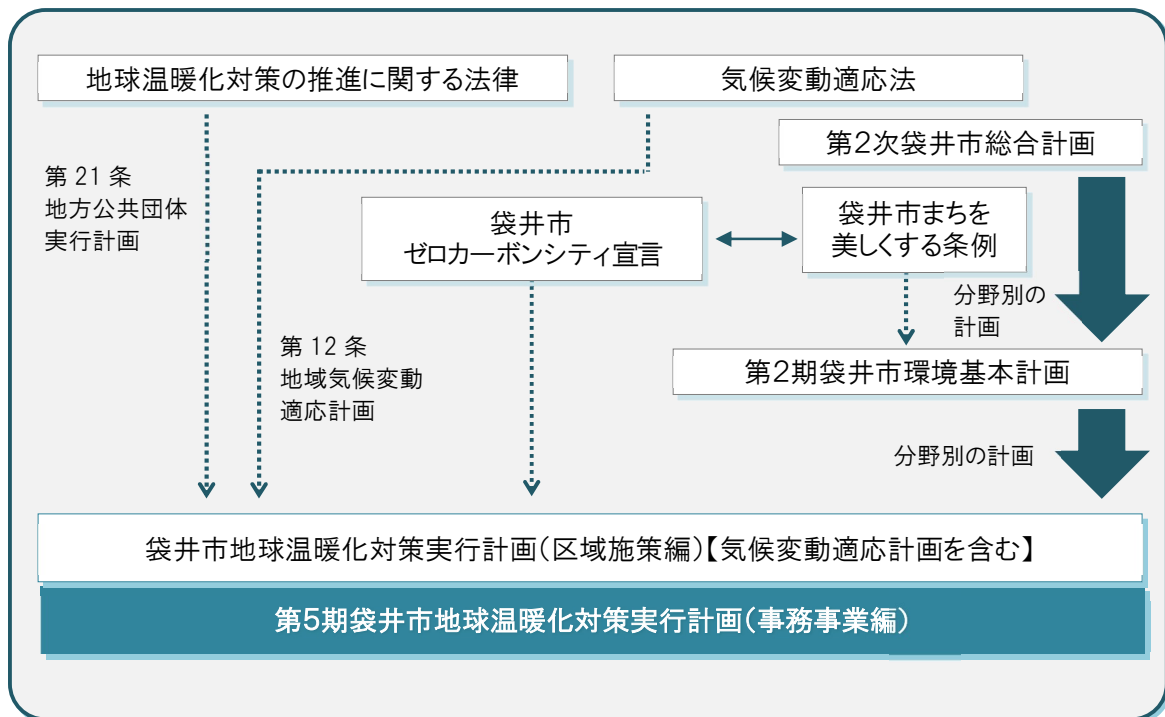 地球温暖化対策の推進に関する法律
気候変動適応法
第2次袋井市総合計画
第 21 条
地方公共団体
実行計画
袋井市
ゼロカーボンシティ宣言
袋井市まちを
美しくする条例
分野別の
計画
第 12 条
地域気候変動
適応計画
第2期袋井市環境基本計画
分野別の計画
袋井市地球温暖化対策実行計画(区域施策編)【気候変動適応計画を含む】
第5期袋井市地球温暖化対策実行計画(事務事業編)